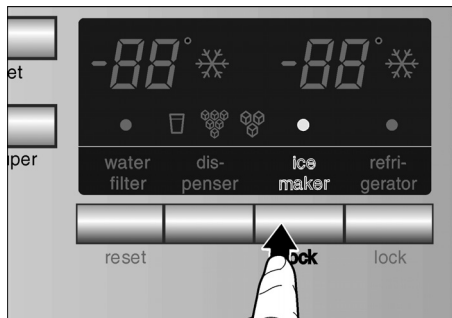 -88° -88°
et
per
water filter
dis- penser
ice maker
refri- gerator
reset
ock
lock